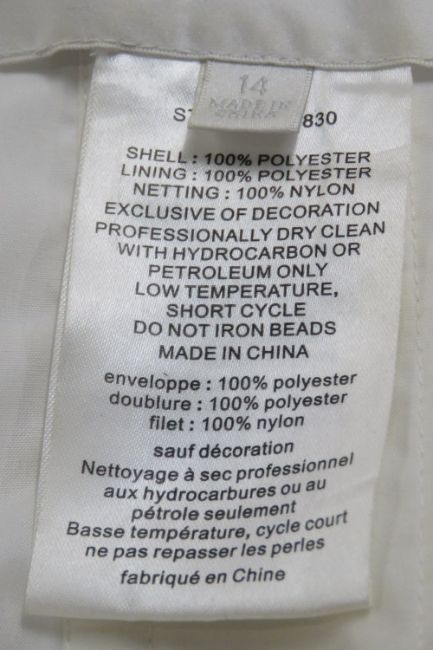 14
MADE IN
CHINA
830
SHELL : 100% POLYESTER
LINING : 100% POLYESTER
NETTING : 100% NYLON
EXCLUSIVE OF DECORATION
PROFESSIONALLY DRY CLEAN
WITH HYDROCARBON OR
PETROLEUM ONLY
LOW TEMPERATURE,
SHORT CYCLE
DO NOT IRON BEADS
MADE IN CHINA
enveloppe : 100% polyester
doublure : 100% polyester
filet : 100% nylon
sauf décoration
Nettoyage à sec professionnel
aux hydrocarbures ou au
pétrole seulement
Basse température, cycle court
ne pas repasser les perles
fabriqué en Chine